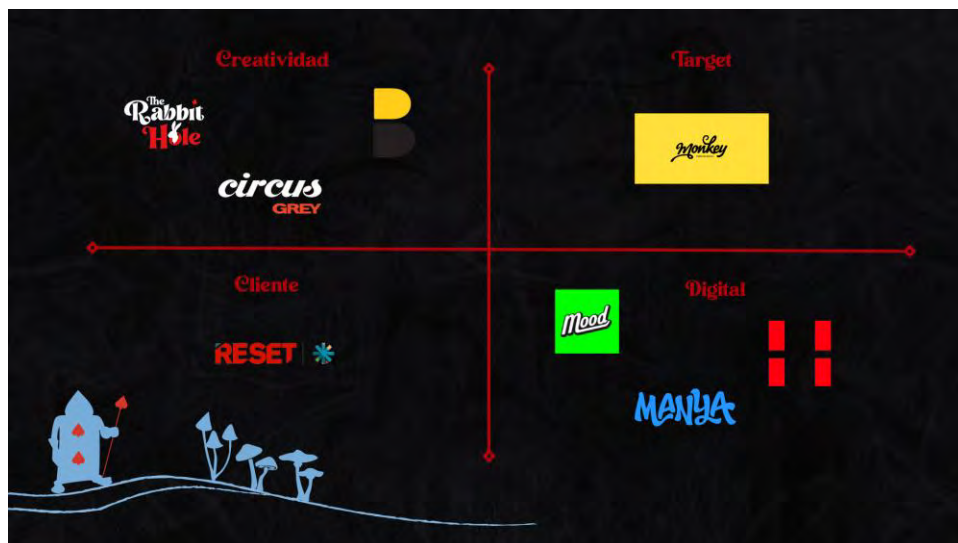 Creatividad
The
Rabbit
Hole
circus
GREY
Target
Monkey
Cliente
RESET
Digital
Mood
MANYA